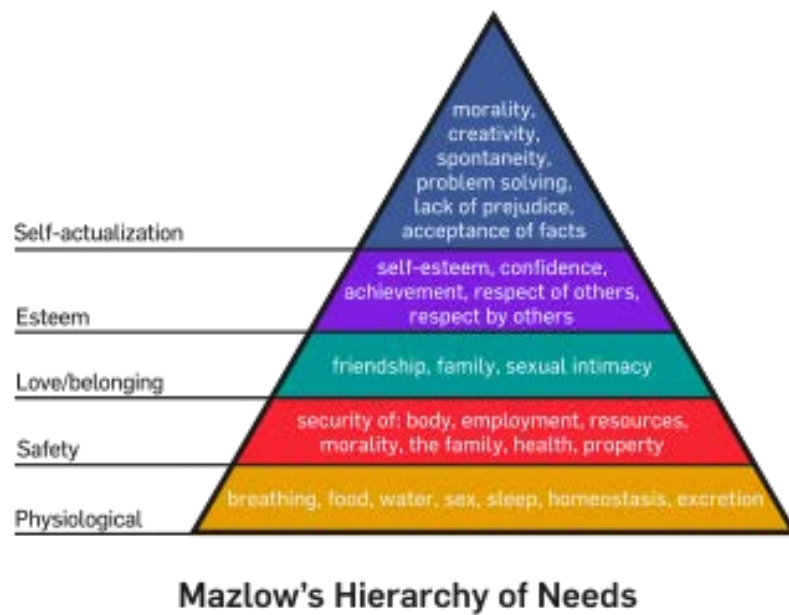 morality,
creativity,
spontaneity,
problem solving,
lack of prejudice,
acceptance of facts
Self-actualization
self-esteem, confidence,
achievement, respect of others,
respect by others
Esteem
friendship, family, sexual intimacy
Love/belonging
security of: body, employment, resources,
morality, the family, health, property
Safety
breathing, food, water, sex, sleep, homeostasis, excretion
Physiological
Mazlow's Hierarchy of Needs